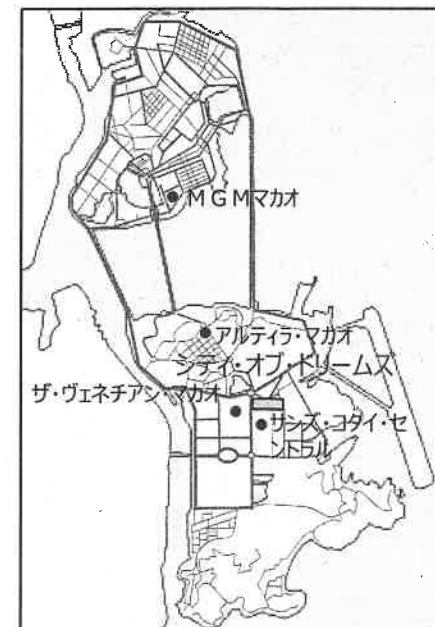 MGMマカオ
アルティラ・マカオ
シティ・オブ・ドリームス
ザ・ヴェネチアン・マカオ
サンズ・コタイ・セ
ントラル